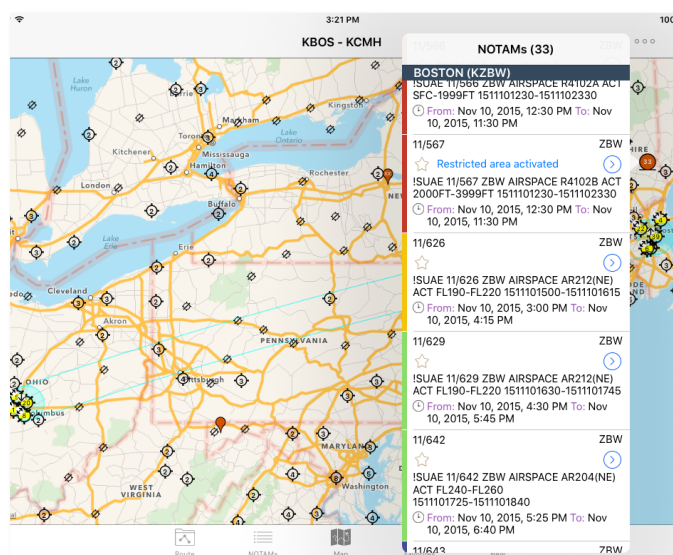 3:21 PM
100
KBOS - KCMH
NOTAMs (33)
11/566 ZBW
BOSTON (KZBW)
!SUAE 11/566 ZBW AIRSPACE R4102A ACT
SFC-1999FT 1511101230-1511102330
From: Nov 10, 2015, 12:30 PM To: Nov
10, 2015, 11:30 PM
11/567 ZBW
Restricted area activated
!SUAE 11/567 ZBW AIRSPACE R4102B ACT
2000FT-3999FT 1511101230-1511102330
From: Nov 10, 2015, 12:30 PM To: Nov
10, 2015, 11:30 PM
11/626 ZBW
!SUAE 11/626 ZBW AIRSPACE AR212(NE)
ACT FL190-FL220 1511101500-1511101615
From: Nov 10, 2015, 3:00 PM To: Nov
10, 2015, 4:15 PM
11/629 ZBW
!SUAE 11/629 ZBW AIRSPACE AR212(NE)
ACT FL190-FL220 1511101630-1511101745
From: Nov 10, 2015, 4:30 PM To: Nov
10, 2015, 5:45 PM
11/642 ZBW
!SUAE 11/642 ZBW AIRSPACE AR204(NE)
ACT FL240-FL260
1511101725-1511101840
From: Nov 10, 2015, 5:25 PM To: Nov
10, 2015, 6:40 PM
11/643 ZBW
Lake
Huron
Barrie
Kingston
Markham
Toronto
Lake
Ontario
Kitchener
Mississauga
Hamilton
London
Rochester
Buffalo
NEW
Lake
Erie
Erie
Cleveland
Akron
PENNSYLVANIA
OHIO
Pittsburgh
Columbus
MARYLAND
WEST
VIRGINIA
Washington
33
Route NOTAMs Map